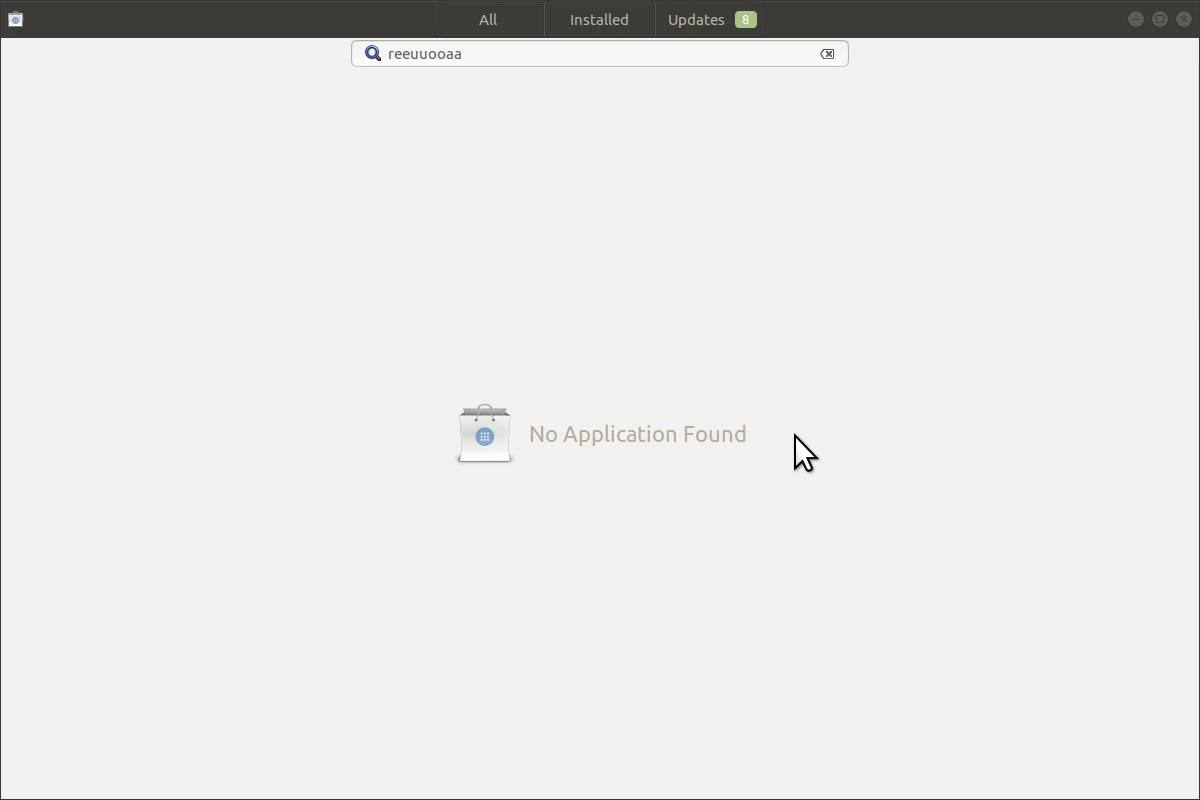 All
Installed
Updates 8
reeuuooaa
No Application Found